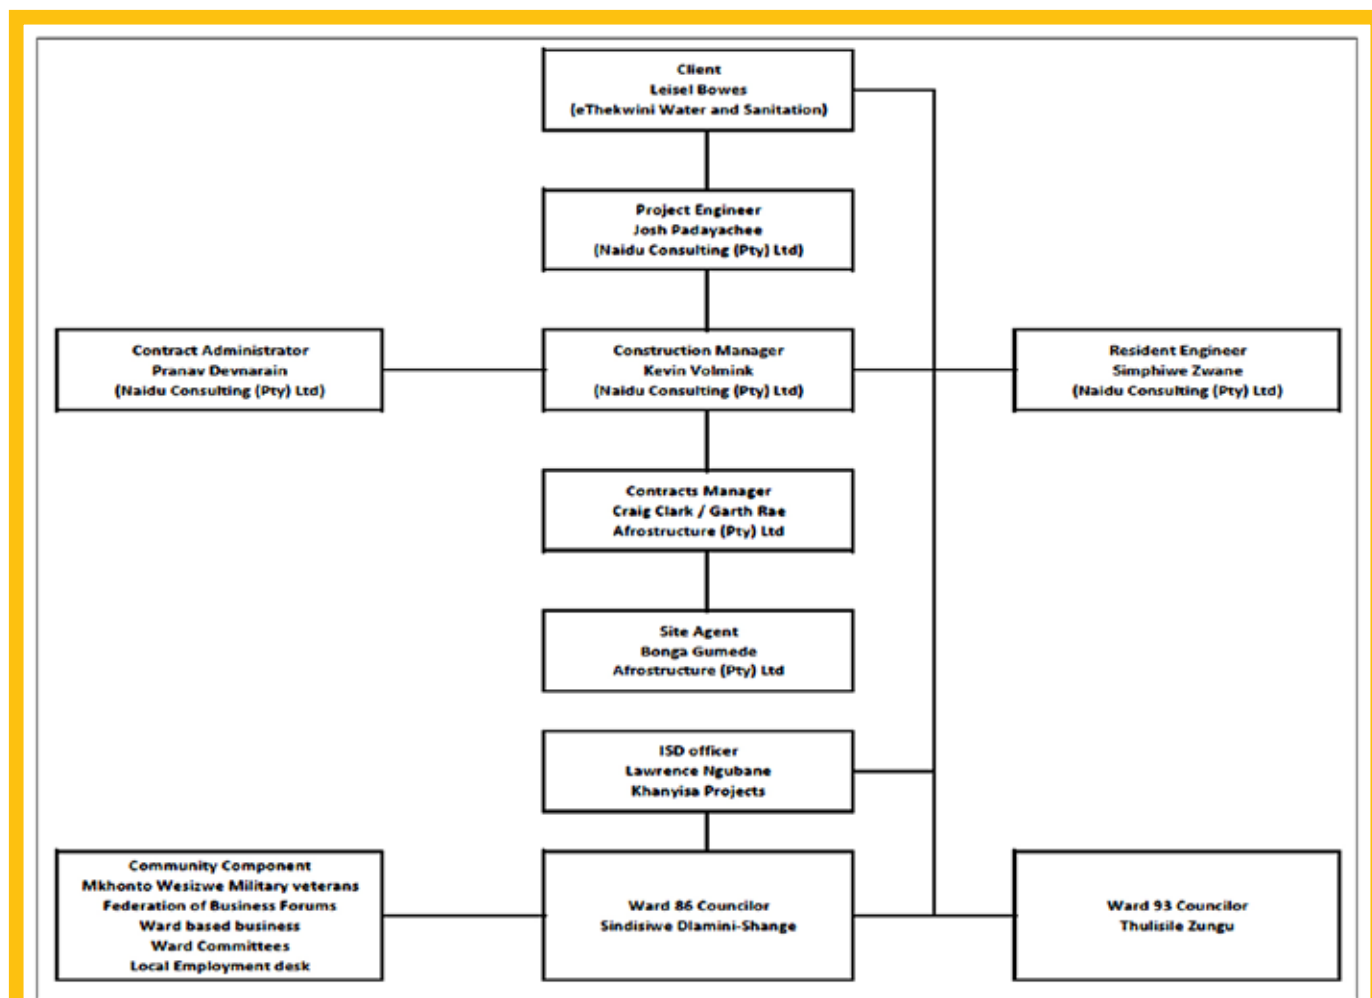 Client
Leisel Bowes
(eThekwini Water and Sanitation)
Project Engineer
Josh Padayachee
(Naidu Consulting (Pty) Ltd)
Contract Administrator
Pranav Devnarain
(Naidu Consulting (Pty) Ltd)
Construction Manager
Kevin Volmink
(Naidu Consulting (Pty) Ltd)
Resident Engineer
Simphiwe Zwane
(Naidu Consulting (Pty) Ltd)
Contracts Manager
Craig Clark / Garth Rae
Afrostructure (Pty) Ltd
Site Agent
Bonga Gumede
Afrostructure (Pty) Ltd
ISD officer
Lawrence Ngubane
Khanyisa Projects
Community Component
Mkhonto Wesizwe Military veterans
Federation of Business Forums
Ward based business
Ward Committees
Local Employment desk
Ward 86 Councilor
Sindisiwe Dlamini-Shange
Ward 93 Councilor
Thulisile Zungu